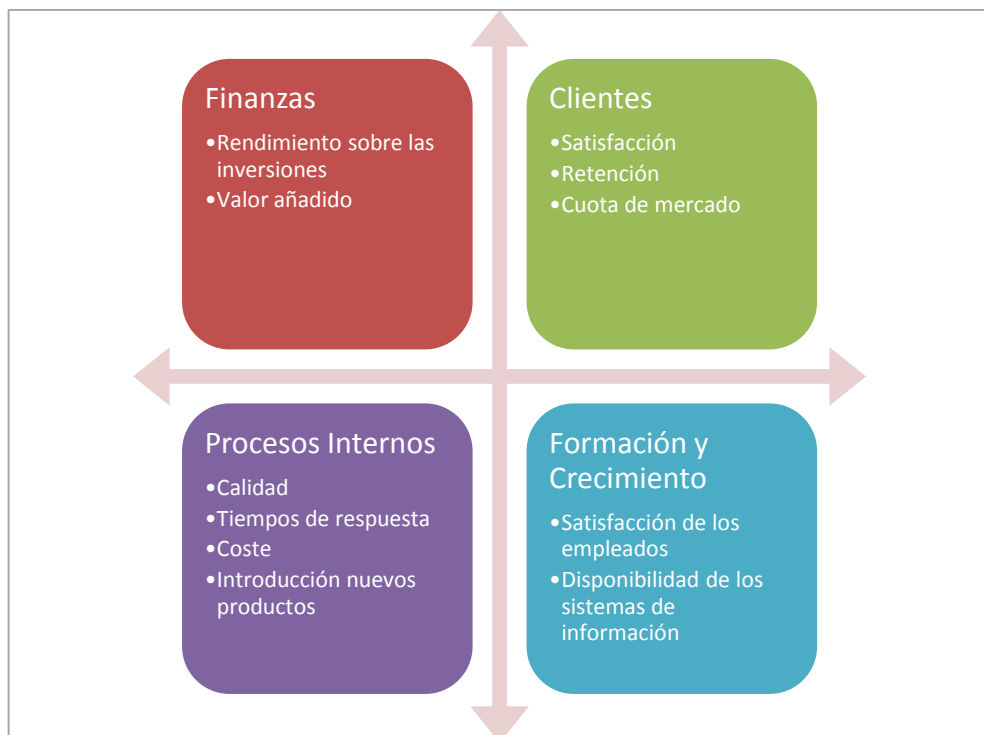 Finanzas
•Rendimiento sobre las
inversiones
•Valor añadido
Clientes
•Satisfacción
•Retención
•Cuota de mercado
Procesos Internos
•Calidad
•Tiempos de respuesta
•Coste
•Introducción nuevos
productos
Formación y
Crecimiento
•Satisfacción de los
empleados
•Disponibilidad de los
sistemas de
información